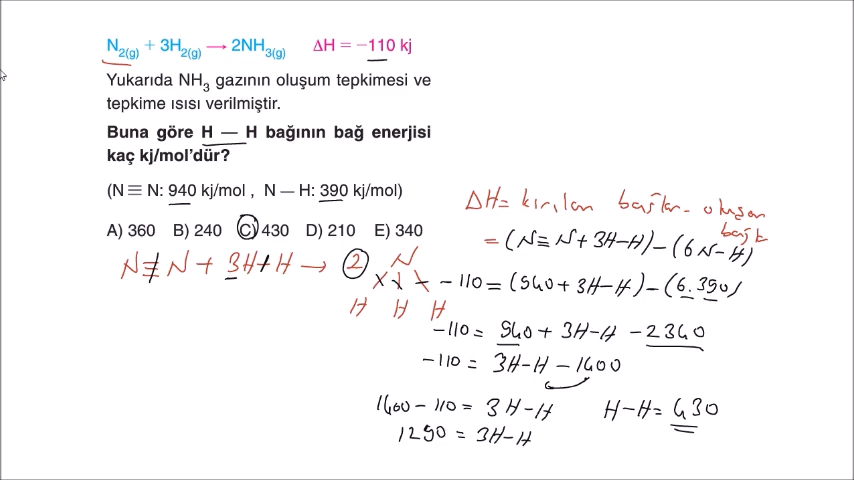 N2(g) + 3H2(g) → 2NH3(g) ΔH = −110 kj
Yukarıda NH3 gazının oluşum tepkimesi ve
tepkime ısısı verilmiştir.
Buna göre H — H bağının bağ enerjisi
kaç kj/mol'dür?
(N ≡ N: 940 kj/mol , N — H: 390 kj/mol)
A) 360 B) 240 C) 430 D) 210 E) 340
N≡N + 3H-H → 2 N
H H H
ΔH = kırılan bağlar - oluşan
bağlar
= (N≡N + 3H-H) - (6N-H)
-110 = (940 + 3H-H) - (6.390)
-110 = 940 + 3H-H - 2340
-110 = 3H-H - 1400
1400 - 110 = 3H-H H-H = 430
1290 = 3H-H